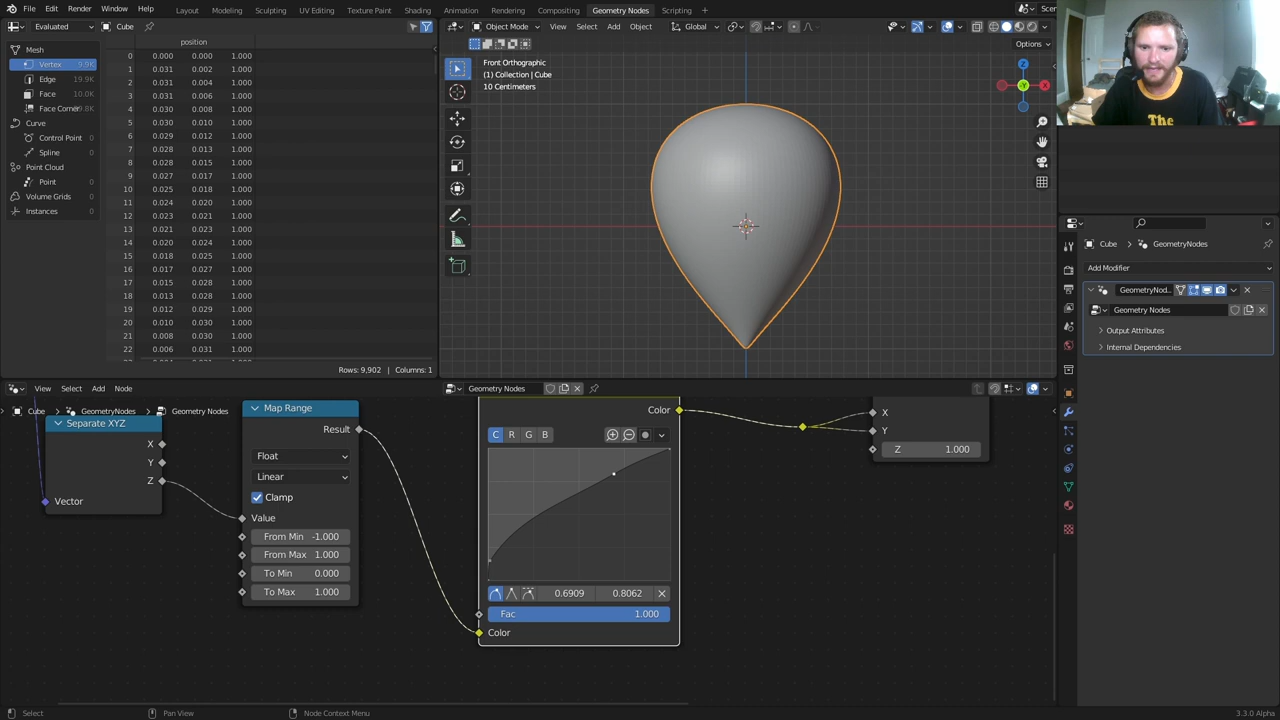 File Edit Render Window Help Layout Modeling Sculpting UV Editing Texture Paint Shading Animation Rendering Compositing Geometry Nodes Scripting Scer
Evaluated Cube
Object Mode View Select Add Object Global
Options
Mesh
Vertex 9.9K
Edge 19.9K
Face 10.0K
Face Corner
Curve
Control Point 0
Spline 0
Point Cloud
Point 0
Volume Grids
Instances 0
position
0 0.000 0.000 1.000
1 0.031 0.002 1.000
2 0.031 0.004 1.000
3 0.031 0.006 1.000
4 0.030 0.008 1.000
5 0.030 0.010 1.000
6 0.029 0.012 1.000
7 0.028 0.013 1.000
8 0.028 0.015 1.000
9 0.027 0.017 1.000
10 0.025 0.018 1.000
11 0.024 0.020 1.000
12 0.023 0.021 1.000
13 0.021 0.023 1.000
14 0.020 0.024 1.000
15 0.018 0.025 1.000
16 0.017 0.027 1.000
17 0.015 0.028 1.000
18 0.013 0.028 1.000
19 0.012 0.029 1.000
20 0.010 0.030 1.000
21 0.008 0.030 1.000
22 0.006 0.031 1.000
Rows: 9,902 | Columns: 1
Front Orthographic
(1) Collection | Cube
10 Centimeters
Z
Y
X
The
Cube > GeometryNodes
Add Modifier
GeometryNod..
Geometry Nodes
Output Attributes
Internal Dependencies
View Select Add Node
Geometry Nodes
Cube > GeometryNodes > Geometry Nodes
Separate XYZ
X
Y
Z
Vector
Map Range
Result
Float
Linear
Clamp
Value
From Min -1.000
From Max 1.000
To Min 0.000
To Max 1.000
Color
C R G B
0.6909 0.8062
Fac 1.000
Color
X
Y
Z 1.000
Select
Pan View
Node Context Menu
3.3.0 Alpha